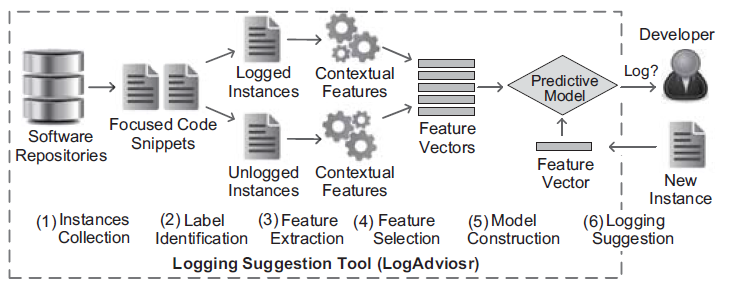 Developer
Log?
Logged
Instances
Contextual
Features
Predictive
Model
Software
Repositories
Focused Code
Snippets
Feature
Vectors
Unlogged
Instances
Contextual
Features
Feature
Vector
New
Instance
(1) Instances
Collection
(2) Label
Identification
(3) Feature
Extraction
(4) Feature
Selection
(5) Model
Construction
(6) Logging
Suggestion
Logging Suggestion Tool (LogAdviosr)